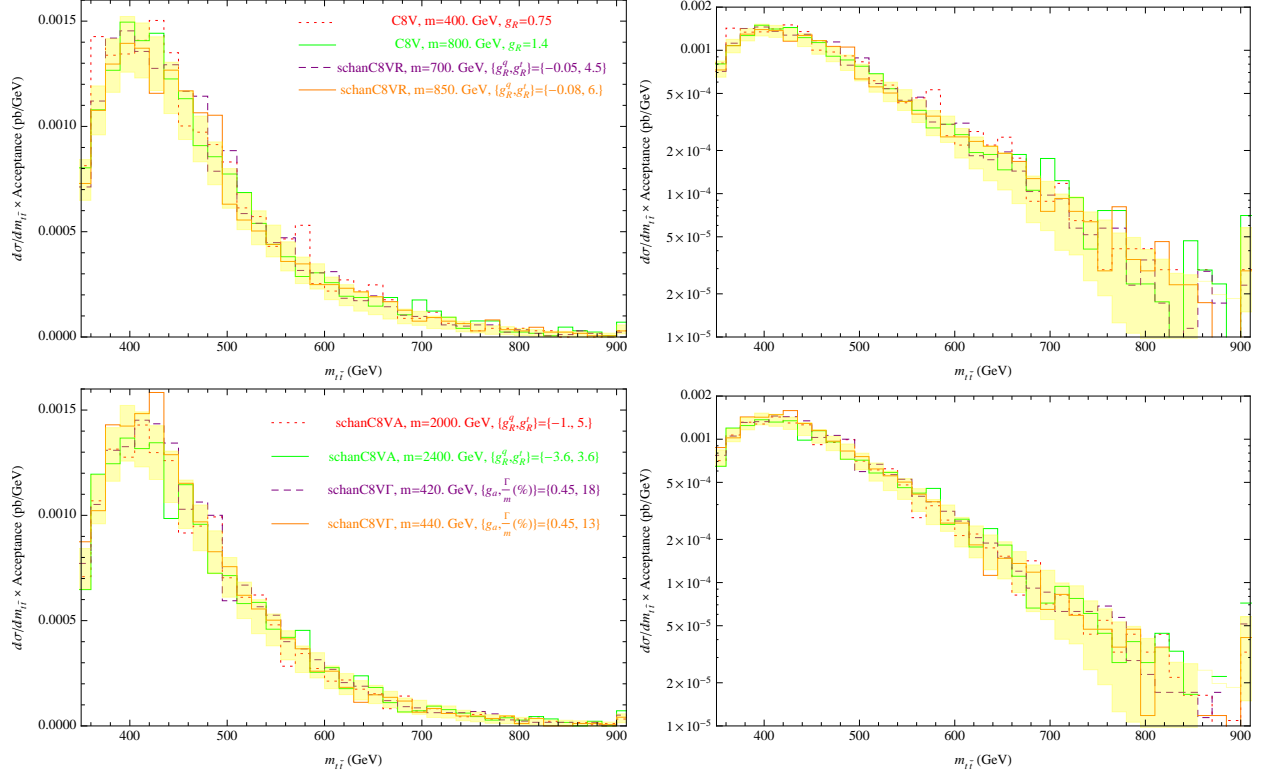 C8V, m=400. GeV, g_R=0.75
C8V, m=800. GeV, g_R=1.4
schanC8VR, m=700. GeV, {g_R^q,g_R^t}={−0.05, 4.5}
schanC8VR, m=850. GeV, {g_R^q,g_R^t}={−0.08, 6.}
0.0015
0.0010
0.0005
0.0000
dσ/dm_{tt̄} × Acceptance (pb/GeV)
400 500 600 700 800 900
m_{tt̄} (GeV)
0.002
0.001
5×10⁻⁴
2×10⁻⁴
1×10⁻⁴
5×10⁻⁵
2×10⁻⁵
1×10⁻⁵
dσ/dm_{tt̄} × Acceptance (pb/GeV)
400 500 600 700 800 900
m_{tt̄} (GeV)
schanC8VA, m=2000. GeV, {g_R^q,g_R^t}={−1., 5.}
schanC8VA, m=2400. GeV, {g_R^q,g_R^t}={−3.6, 3.6}
schanC8VΓ, m=420. GeV, {g_a,Γ/m(%)}={0.45, 18}
schanC8VΓ, m=440. GeV, {g_a,Γ/m(%)}={0.45, 13}
0.0015
0.0010
0.0005
0.0000
dσ/dm_{tt̄} × Acceptance (pb/GeV)
400 500 600 700 800 900
m_{tt̄} (GeV)
0.002
0.001
5×10⁻⁴
2×10⁻⁴
1×10⁻⁴
5×10⁻⁵
2×10⁻⁵
1×10⁻⁵
dσ/dm_{tt̄} × Acceptance (pb/GeV)
400 500 600 700 800 900
m_{tt̄} (GeV)